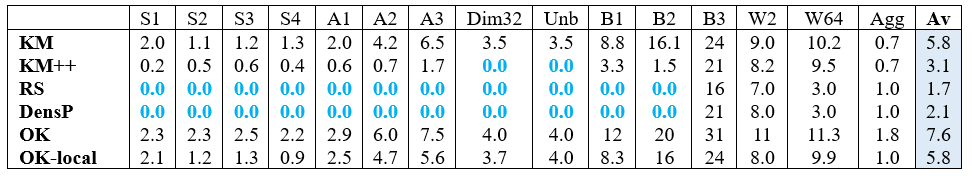 S1 S2 S3 S4 A1 A2 A3 Dim32 Unb B1 B2 B3 W2 W64 Agg Av
KM 2.0 1.1 1.2 1.3 2.0 4.2 6.5 3.5 3.5 8.8 16.1 24 9.0 10.2 0.7 5.8
KM++ 0.2 0.5 0.6 0.4 0.6 0.7 1.7 0.0 0.0 3.3 1.5 21 8.2 9.5 0.7 3.1
RS 0.0 0.0 0.0 0.0 0.0 0.0 0.0 0.0 0.0 0.0 0.0 16 7.0 3.0 1.0 1.7
DensP 0.0 0.0 0.0 0.0 0.0 0.0 0.0 0.0 0.0 0.0 0.0 21 8.0 3.0 1.0 2.1
OK 2.3 2.3 2.5 2.2 2.9 6.0 7.5 4.0 4.0 12 20 31 11 11.3 1.8 7.6
OK-local 2.1 1.2 1.3 0.9 2.5 4.7 5.6 3.7 4.0 8.3 16 24 8.0 9.9 1.0 5.8